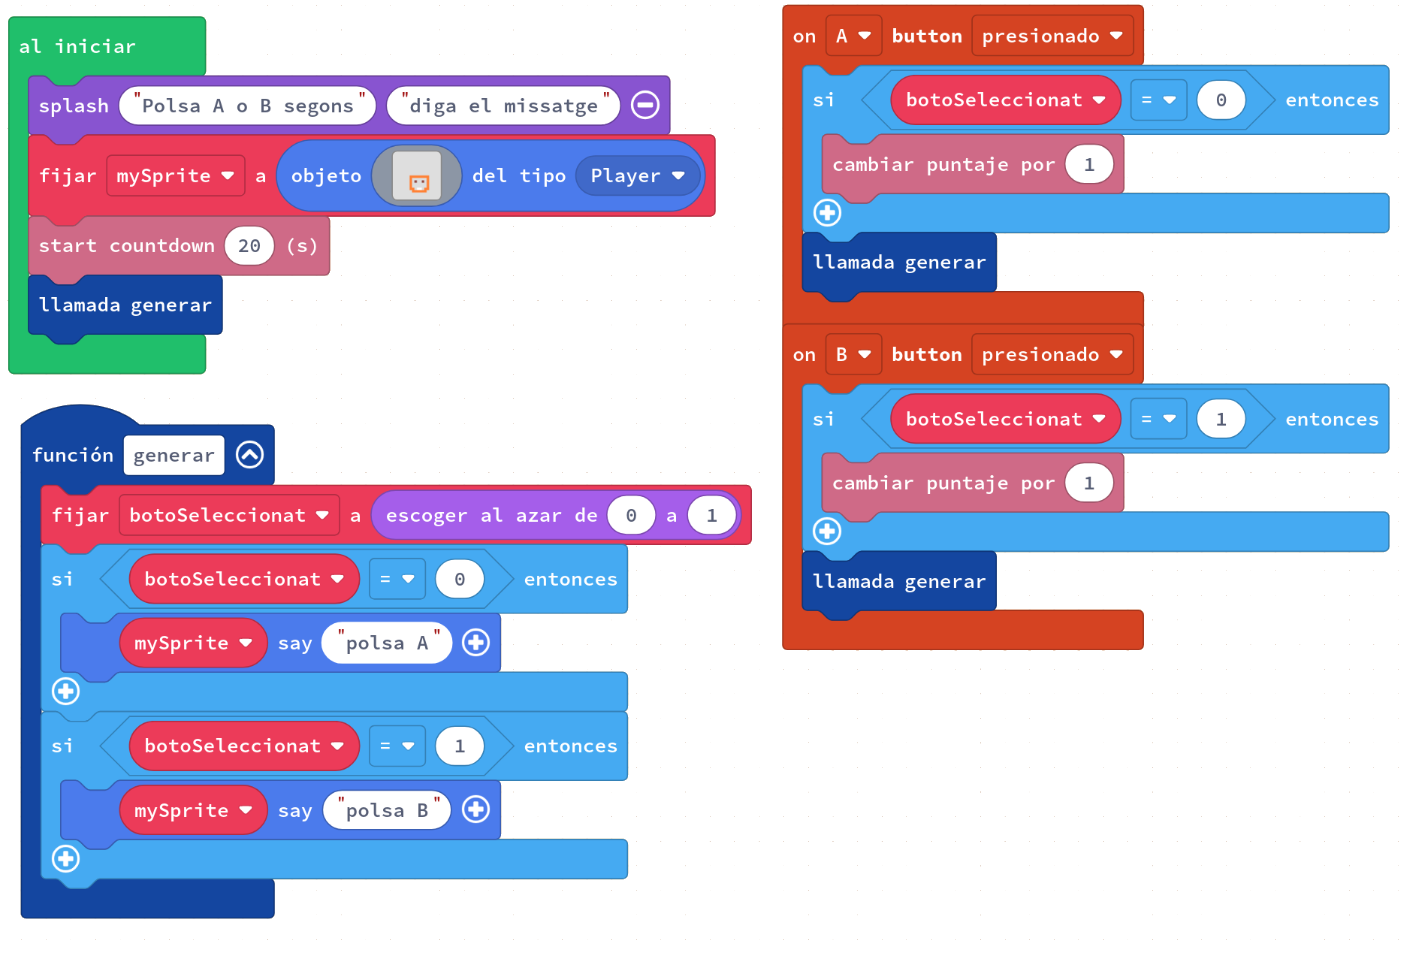 al iniciar
splash "Polsa A o B segons" "diga el missatge"
fijar mySprite a objeto del tipo Player
start countdown 20 (s)
llamada generar
función generar
fijar botoSeleccionat a escoger al azar de 0 a 1
si botoSeleccionat = 0 entonces
mySprite say "polsa A"
si botoSeleccionat = 1 entonces
mySprite say "polsa B"
on A button presionado
si botoSeleccionat = 0 entonces
cambiar puntaje por 1
llamada generar
on B button presionado
si botoSeleccionat = 1 entonces
cambiar puntaje por 1
llamada generar